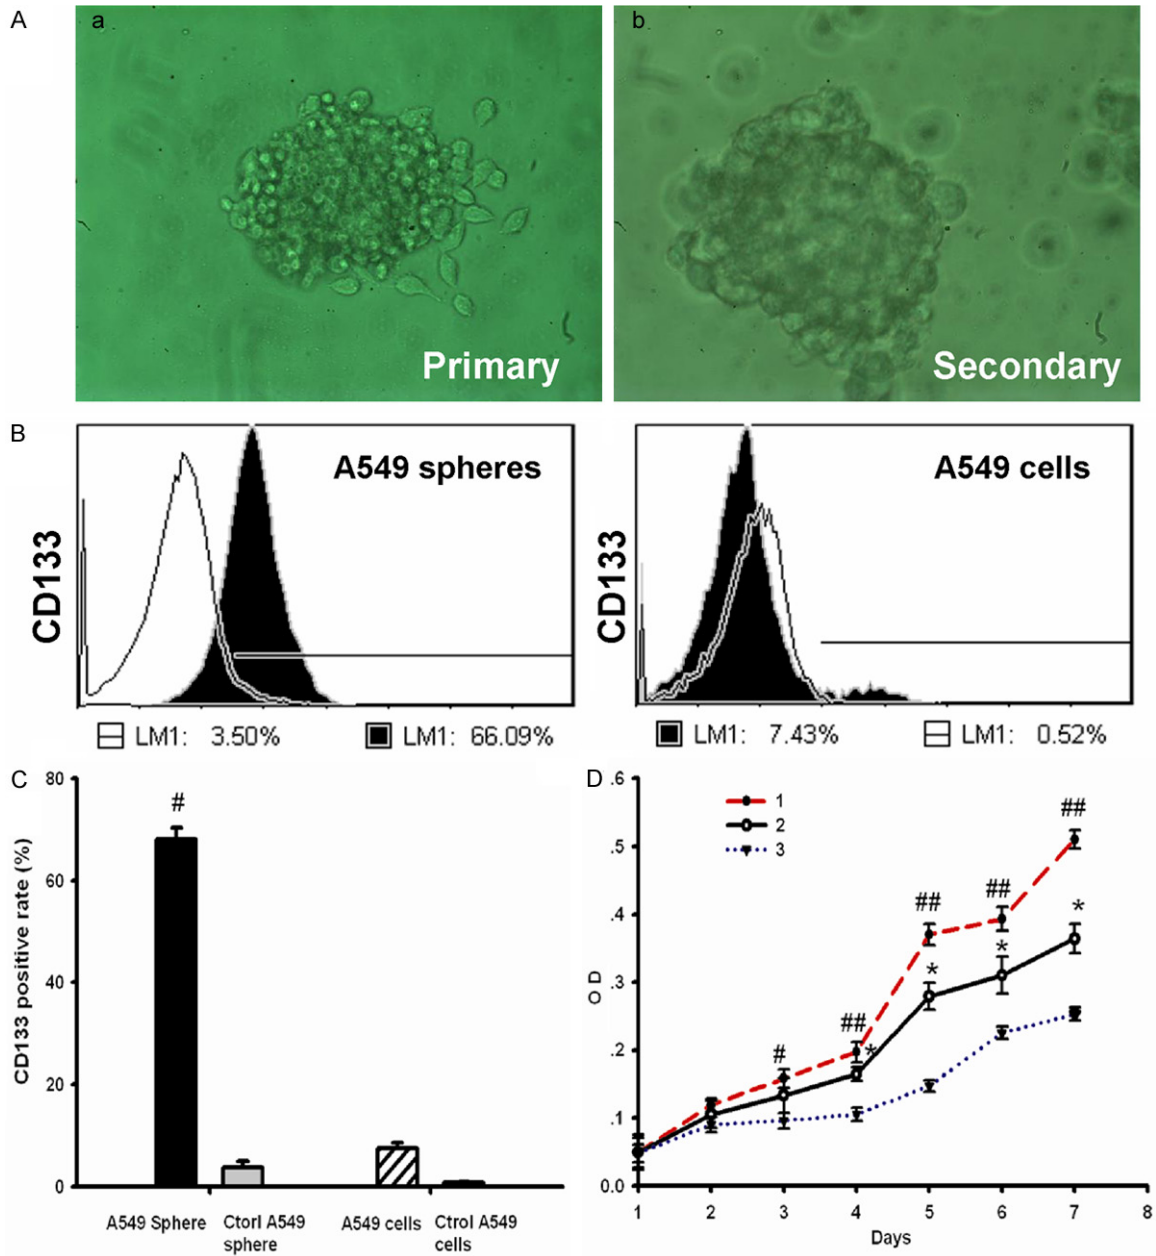 A
a
b
Primary
Secondary
B
A549 spheres
A549 cells
CD133
CD133
LM1: 3.50%
LM1: 66.09%
LM1: 7.43%
LM1: 0.52%
C
CD133 positive rate (%)
80
60
40
20
0
#
A549 Sphere
Ctorl A549
sphere
A549 cells
Ctrol A549
cells
D
OD
.6
.5
.4
.3
.2
.1
0.0
1
2
3
#
##
*
##
*
##
*
##
*
1 2 3 4 5 6 7 8
Days